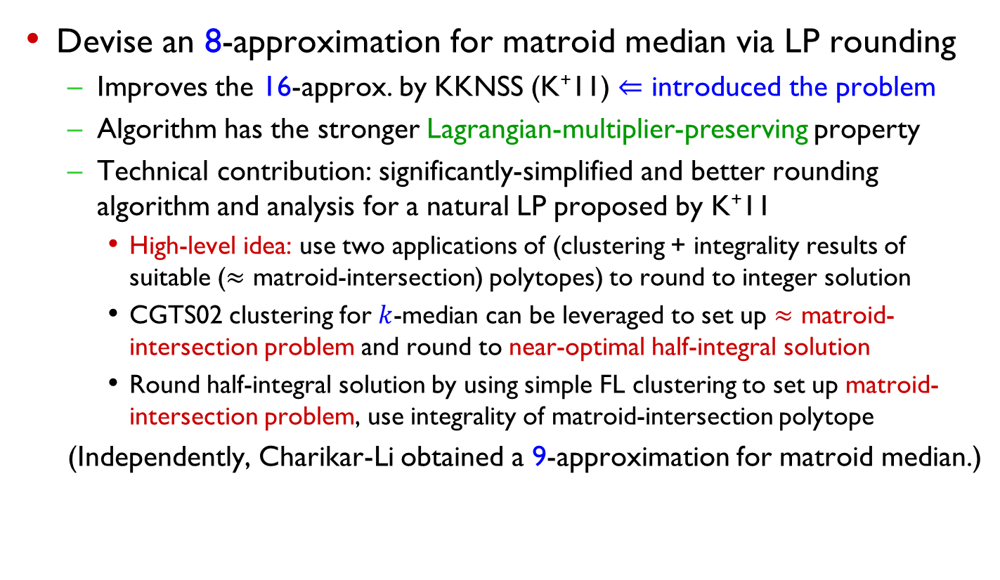 • Devise an 8-approximation for matroid median via LP rounding
– Improves the 16-approx. by KKNSS (K⁺11) ⇐ introduced the problem
– Algorithm has the stronger Lagrangian-multiplier-preserving property
– Technical contribution: significantly-simplified and better rounding
algorithm and analysis for a natural LP proposed by K⁺11
• High-level idea: use two applications of (clustering + integrality results of
suitable (≈ matroid-intersection) polytopes) to round to integer solution
• CGTS02 clustering for k-median can be leveraged to set up ≈ matroid-
intersection problem and round to near-optimal half-integral solution
• Round half-integral solution by using simple FL clustering to set up matroid-
intersection problem, use integrality of matroid-intersection polytope
(Independently, Charikar-Li obtained a 9-approximation for matroid median.)